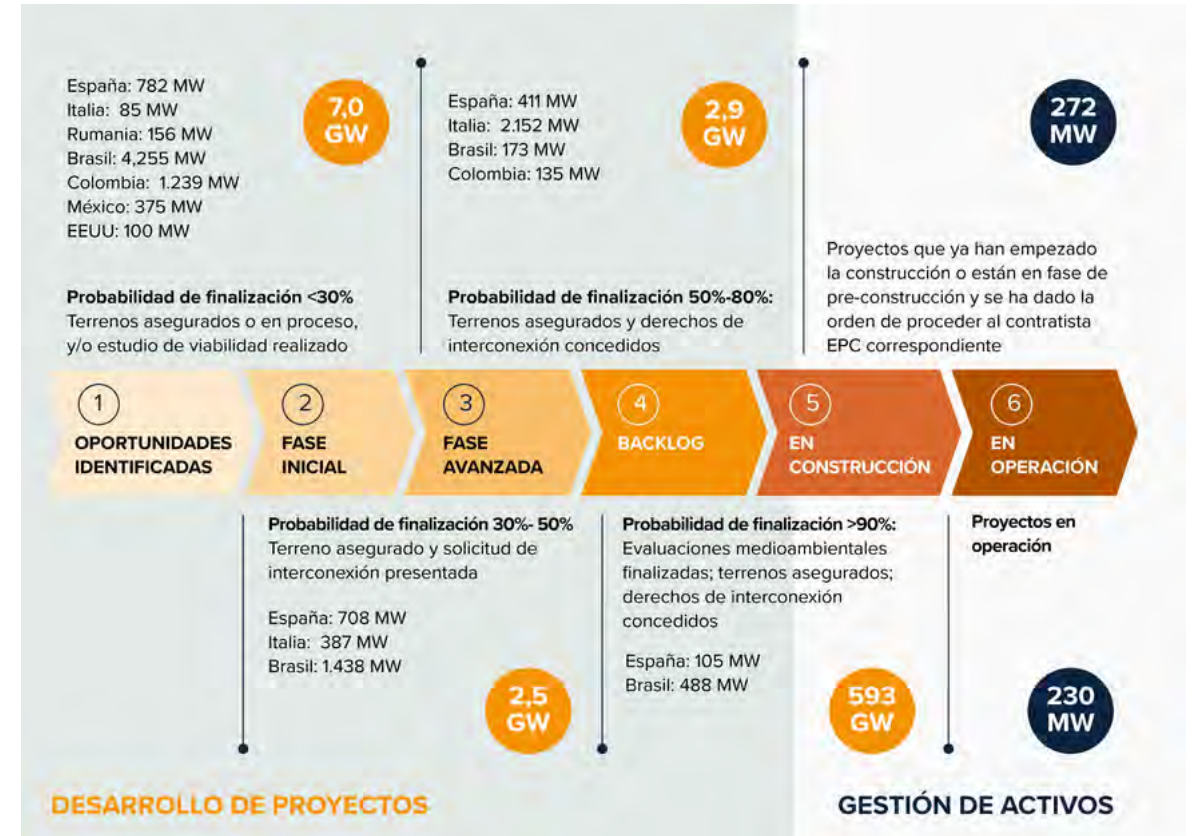 España: 782 MW
Italia: 85 MW
Rumania: 156 MW
Brasil: 4,255 MW
Colombia: 1.239 MW
México: 375 MW
EEUU: 100 MW
7,0
GW
Probabilidad de finalización <30%
Terrenos asegurados o en proceso,
y/o estudio de viabilidad realizado
España: 411 MW
Italia: 2.152 MW
Brasil: 173 MW
Colombia: 135 MW
2,9
GW
Probabilidad de finalización 50%-80%:
Terrenos asegurados y derechos de
interconexión concedidos
272
MW
Proyectos que ya han empezado
la construcción o están en fase de
pre-construcción y se ha dado la
orden de proceder al contratista
EPC correspondiente
1
OPORTUNIDADES
IDENTIFICADAS
2
FASE
INICIAL
3
FASE
AVANZADA
4
BACKLOG
5
EN
CONSTRUCCIÓN
6
EN
OPERACIÓN
Probabilidad de finalización 30%- 50%
Terreno asegurado y solicitud de
interconexión presentada
España: 708 MW
Italia: 387 MW
Brasil: 1.438 MW
2,5
GW
Probabilidad de finalización >90%:
Evaluaciones medioambientales
finalizadas; terrenos asegurados;
derechos de interconexión
concedidos
España: 105 MW
Brasil: 488 MW
593
GW
Proyectos en
operación
230
MW
DESARROLLO DE PROYECTOS
GESTIÓN DE ACTIVOS